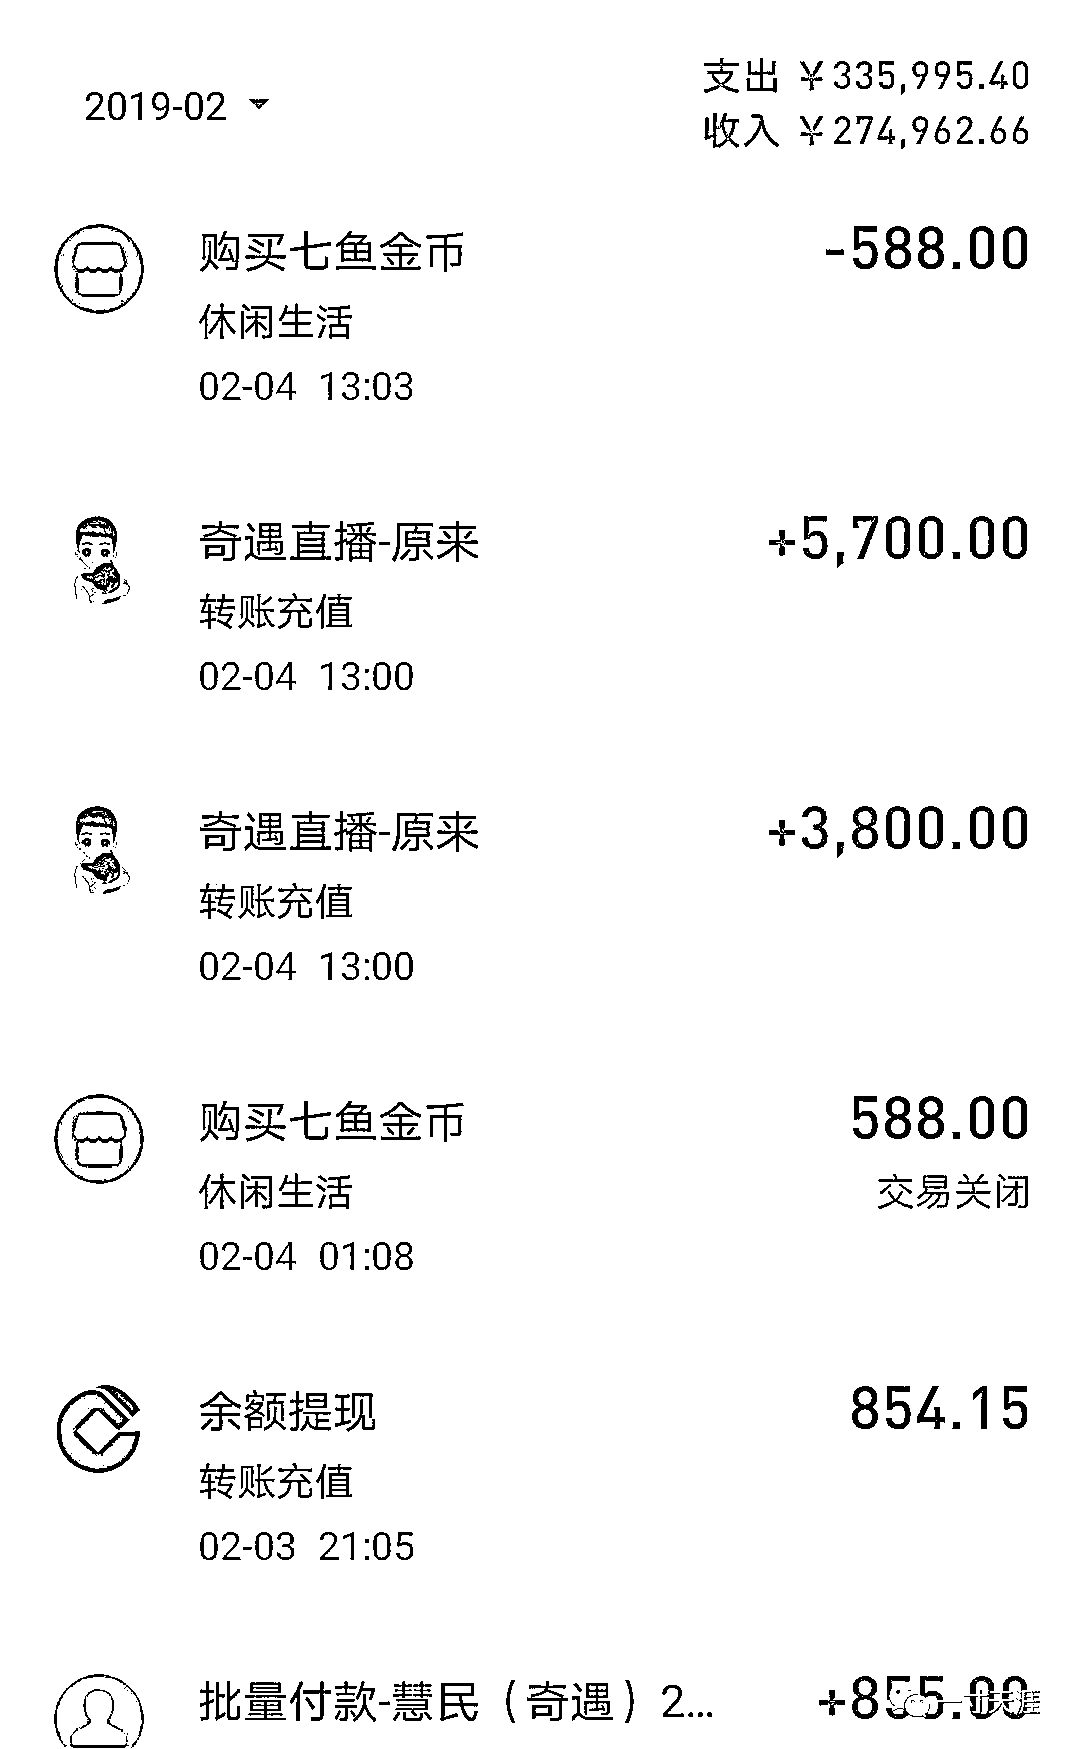 2019-02
支出 ￥335,995.40
收入 ￥274,962.66
购买七鱼金币 -588.00
休闲生活
02-04 13:03
奇遇直播-原来 +5,700.00
转账充值
02-04 13:00
奇遇直播-原来 +3,800.00
转账充值
02-04 13:00
购买七鱼金币 588.00
休闲生活 交易关闭
02-04 01:08
余额提现 854.15
转账充值
02-03 21:05
批量付款-慧民（奇遇）2... +855.00
一寸天涯